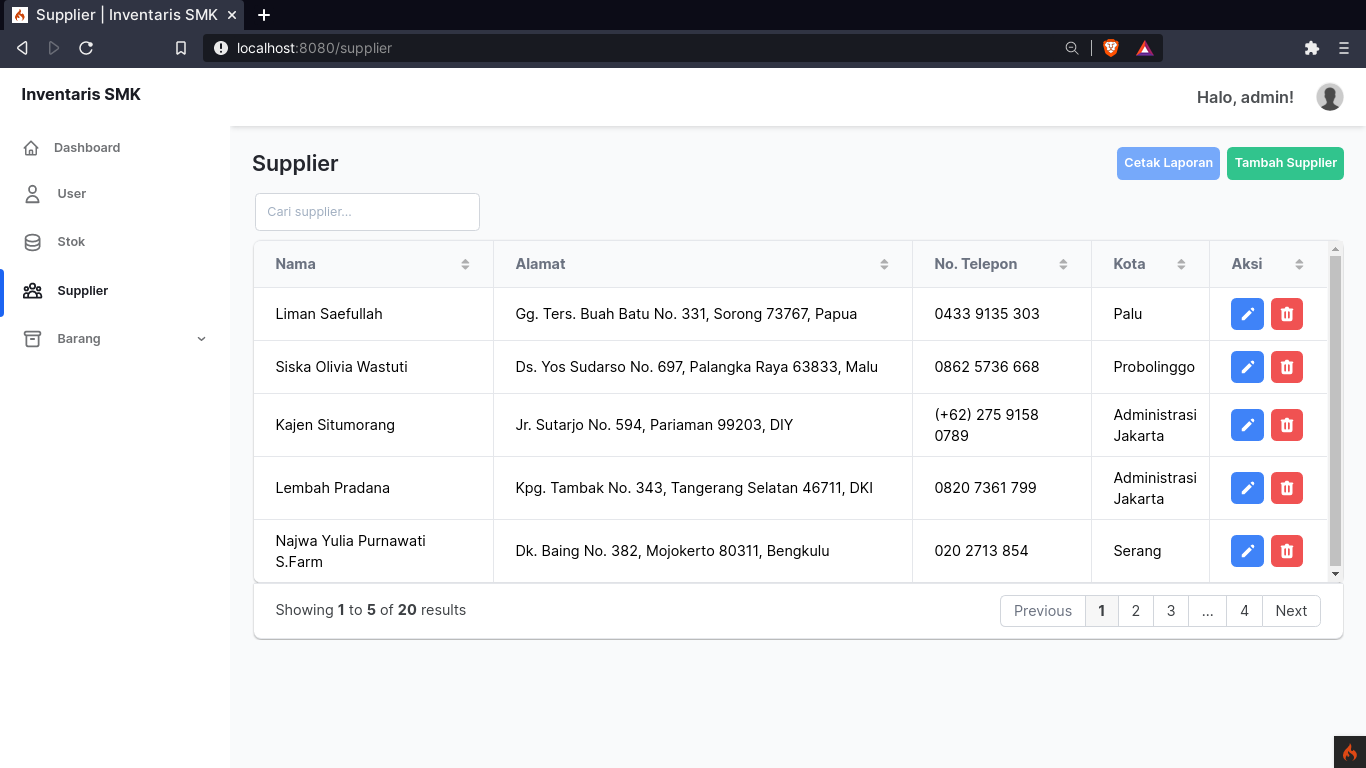 Supplier | Inventaris SMK
localhost:8080/supplier
Inventaris SMK
Halo, admin!
Dashboard
User
Stok
Supplier
Barang
Supplier
Cetak Laporan
Tambah Supplier
Cari supplier...
Nama Alamat No. Telepon Kota Aksi
Liman Saefullah Gg. Ters. Buah Batu No. 331, Sorong 73767, Papua 0433 9135 303 Palu
Siska Olivia Wastuti Ds. Yos Sudarso No. 697, Palangka Raya 63833, Malu 0862 5736 668 Probolinggo
Kajen Situmorang Jr. Sutarjo No. 594, Pariaman 99203, DIY (+62) 275 9158
0789
Administrasi
Jakarta
Lembah Pradana Kpg. Tambak No. 343, Tangerang Selatan 46711, DKI 0820 7361 799 Administrasi
Jakarta
Najwa Yulia Purnawati
S.Farm
Dk. Baing No. 382, Mojokerto 80311, Bengkulu 020 2713 854 Serang
Showing 1 to 5 of 20 results
Previous 1 2 3 ... 4 Next